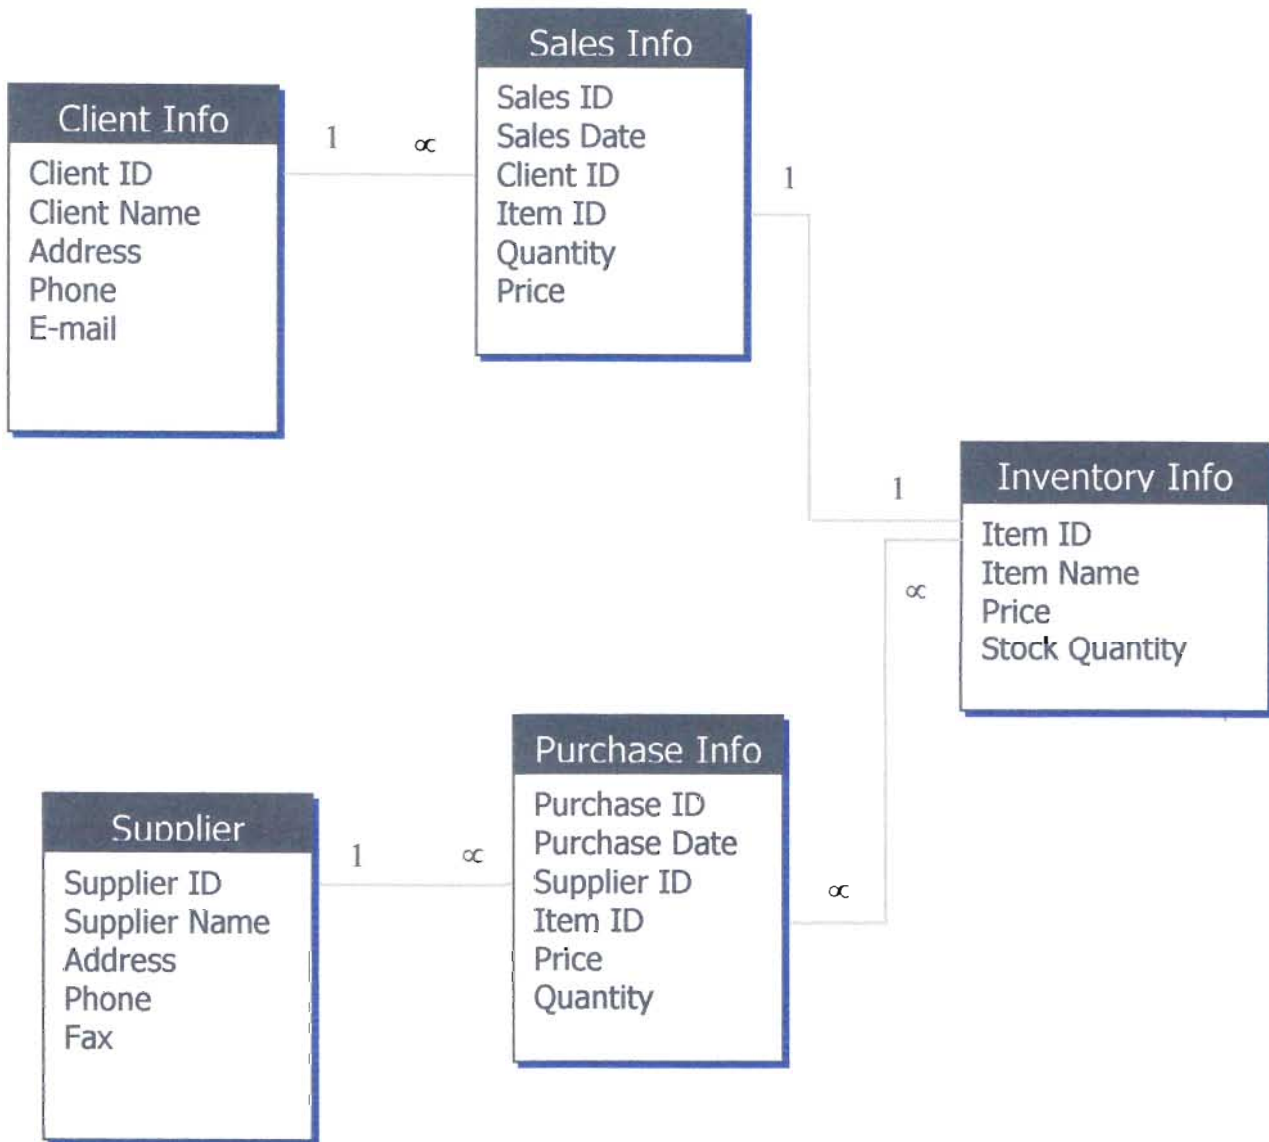 Client Info
Client ID
Client Name
Address
Phone
E-mail
1 ∝
Sales Info
Sales ID
Sales Date
Client ID
Item ID
Quantity
Price
1
1
Inventory Info
Item ID
Item Name
Price
Stock Quantity
∝
∝
Purchase Info
Purchase ID
Purchase Date
Supplier ID
Item ID
Price
Quantity
1 ∝
Supplier
Supplier ID
Supplier Name
Address
Phone
Fax